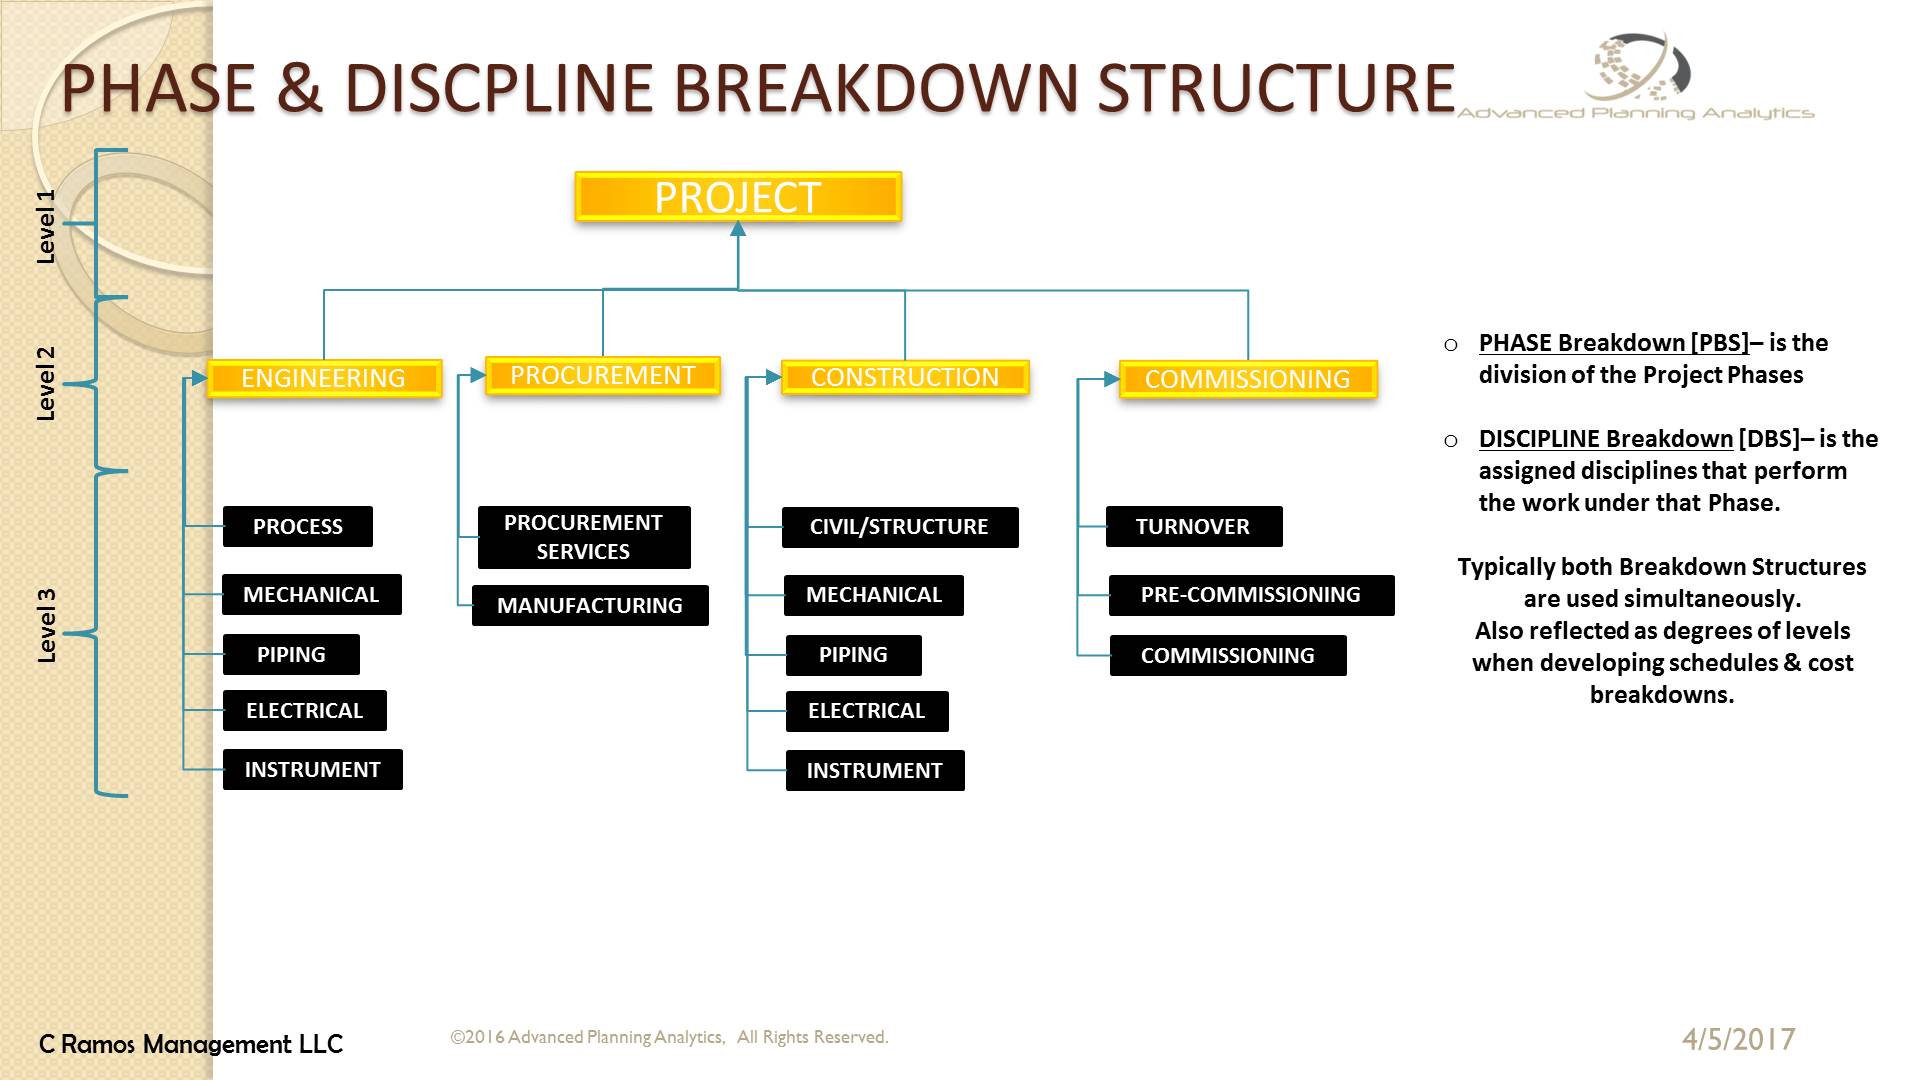 PHASE & DISCPLINE BREAKDOWN STRUCTURE
Advanced Planning Analytics
Level 1
Level 2
Level 3
PROJECT
ENGINEERING
PROCUREMENT
CONSTRUCTION
COMMISSIONING
PROCESS
MECHANICAL
PIPING
ELECTRICAL
INSTRUMENT
PROCUREMENT
SERVICES
MANUFACTURING
CIVIL/STRUCTURE
MECHANICAL
PIPING
ELECTRICAL
INSTRUMENT
TURNOVER
PRE-COMMISSIONING
COMMISSIONING
○ PHASE Breakdown [PBS]– is the
division of the Project Phases
○ DISCIPLINE Breakdown [DBS]– is the
assigned disciplines that perform
the work under that Phase.
Typically both Breakdown Structures
are used simultaneously.
Also reflected as degrees of levels
when developing schedules & cost
breakdowns.
C Ramos Management LLC
©2016 Advanced Planning Analytics, All Rights Reserved.
4/5/2017